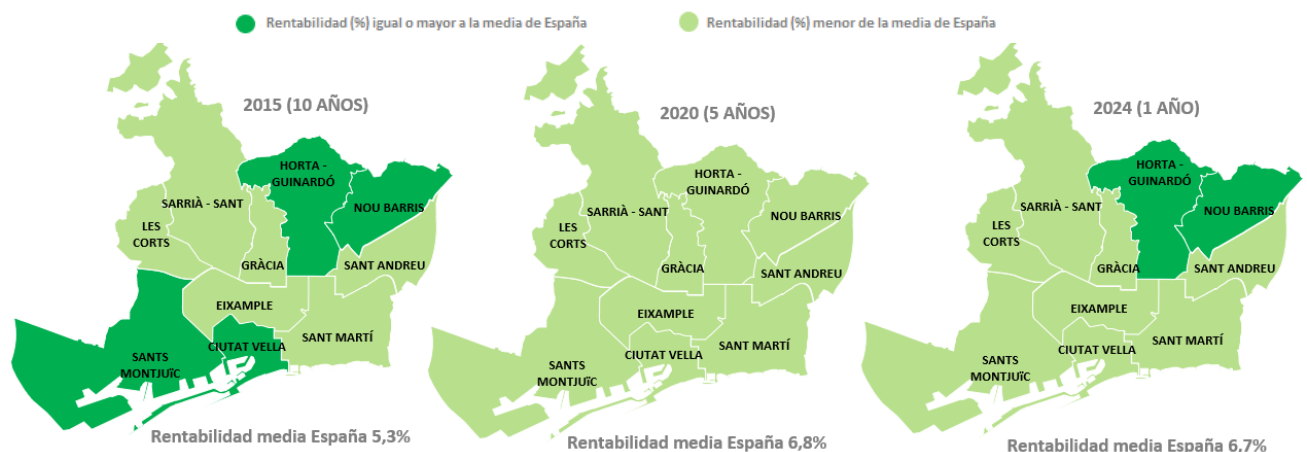 Rentabilidad (%) igual o mayor a la media de España
Rentabilidad (%) menor de la media de España
2015 (10 AÑOS)
HORTA -
GUINARDÓ
NOU BARRIS
SARRIÀ - SANT
LES
CORTS
GRÀCIA
SANT ANDREU
EIXAMPLE
SANT MARTÍ
CIUTAT VELLA
SANTS
MONTJUÏC
Rentabilidad media España 5,3%
2020 (5 AÑOS)
HORTA -
GUINARDÓ
NOU BARRIS
SARRIÀ - SANT
LES
CORTS
GRÀCIA
SANT ANDREU
EIXAMPLE
SANT MARTÍ
CIUTAT VELLA
SANTS
MONTJUÏC
Rentabilidad media España 6,8%
2024 (1 AÑO)
HORTA -
GUINARDÓ
NOU BARRIS
SARRIÀ - SANT
LES
CORTS
GRÀCIA
SANT ANDREU
EIXAMPLE
SANT MARTÍ
CIUTAT VELLA
SANTS
MONTJUÏC
Rentabilidad media España 6,7%